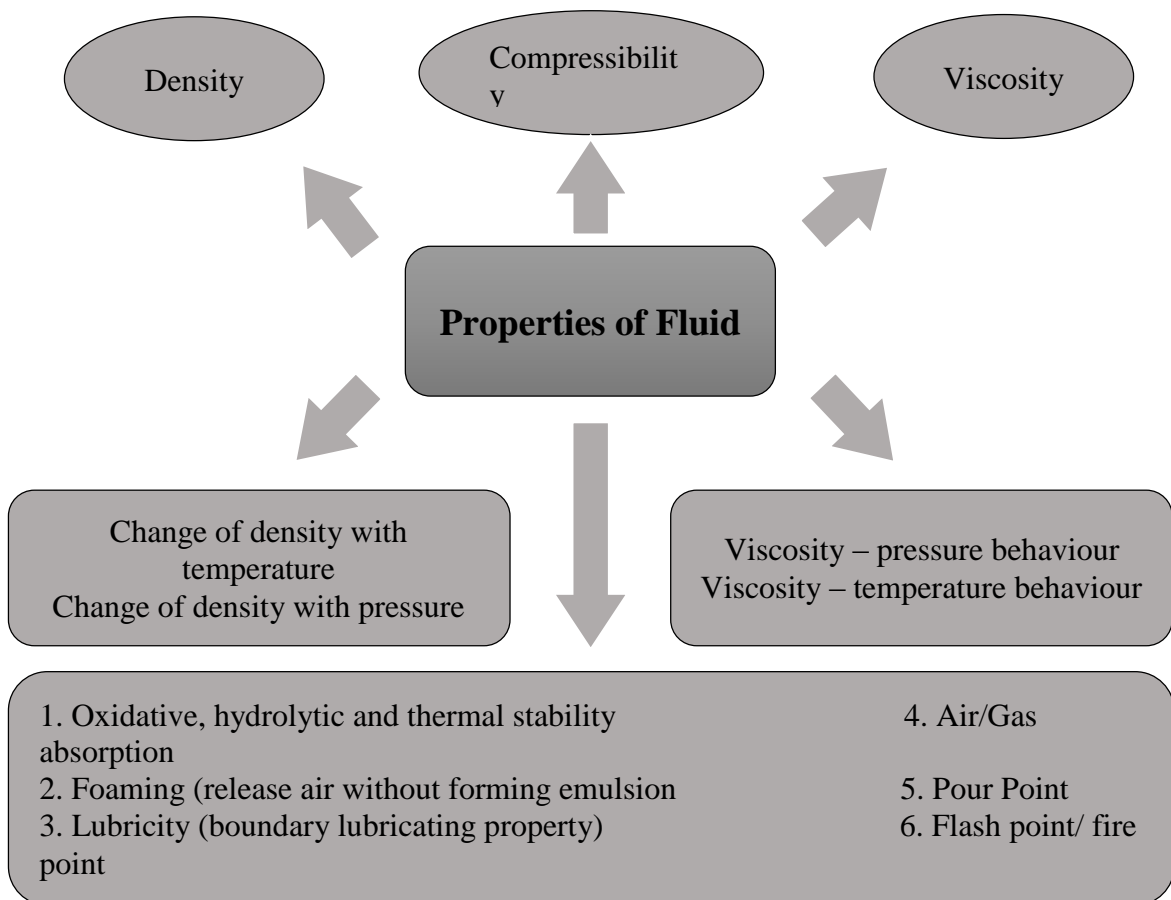 Density
Compressibilit
y
Viscosity
Properties of Fluid
Change of density with
temperature
Change of density with pressure
Viscosity – pressure behaviour
Viscosity – temperature behaviour
1. Oxidative, hydrolytic and thermal stability 4. Air/Gas
absorption
2. Foaming (release air without forming emulsion 5. Pour Point
3. Lubricity (boundary lubricating property) 6. Flash point/ fire
point